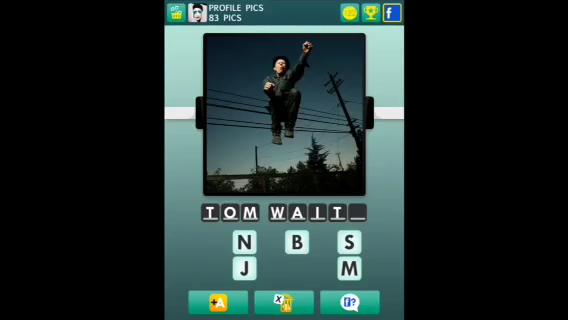 PROFILE PICS
83 PICS
f
TOM WAIT_
N B S
J M
+A X f?